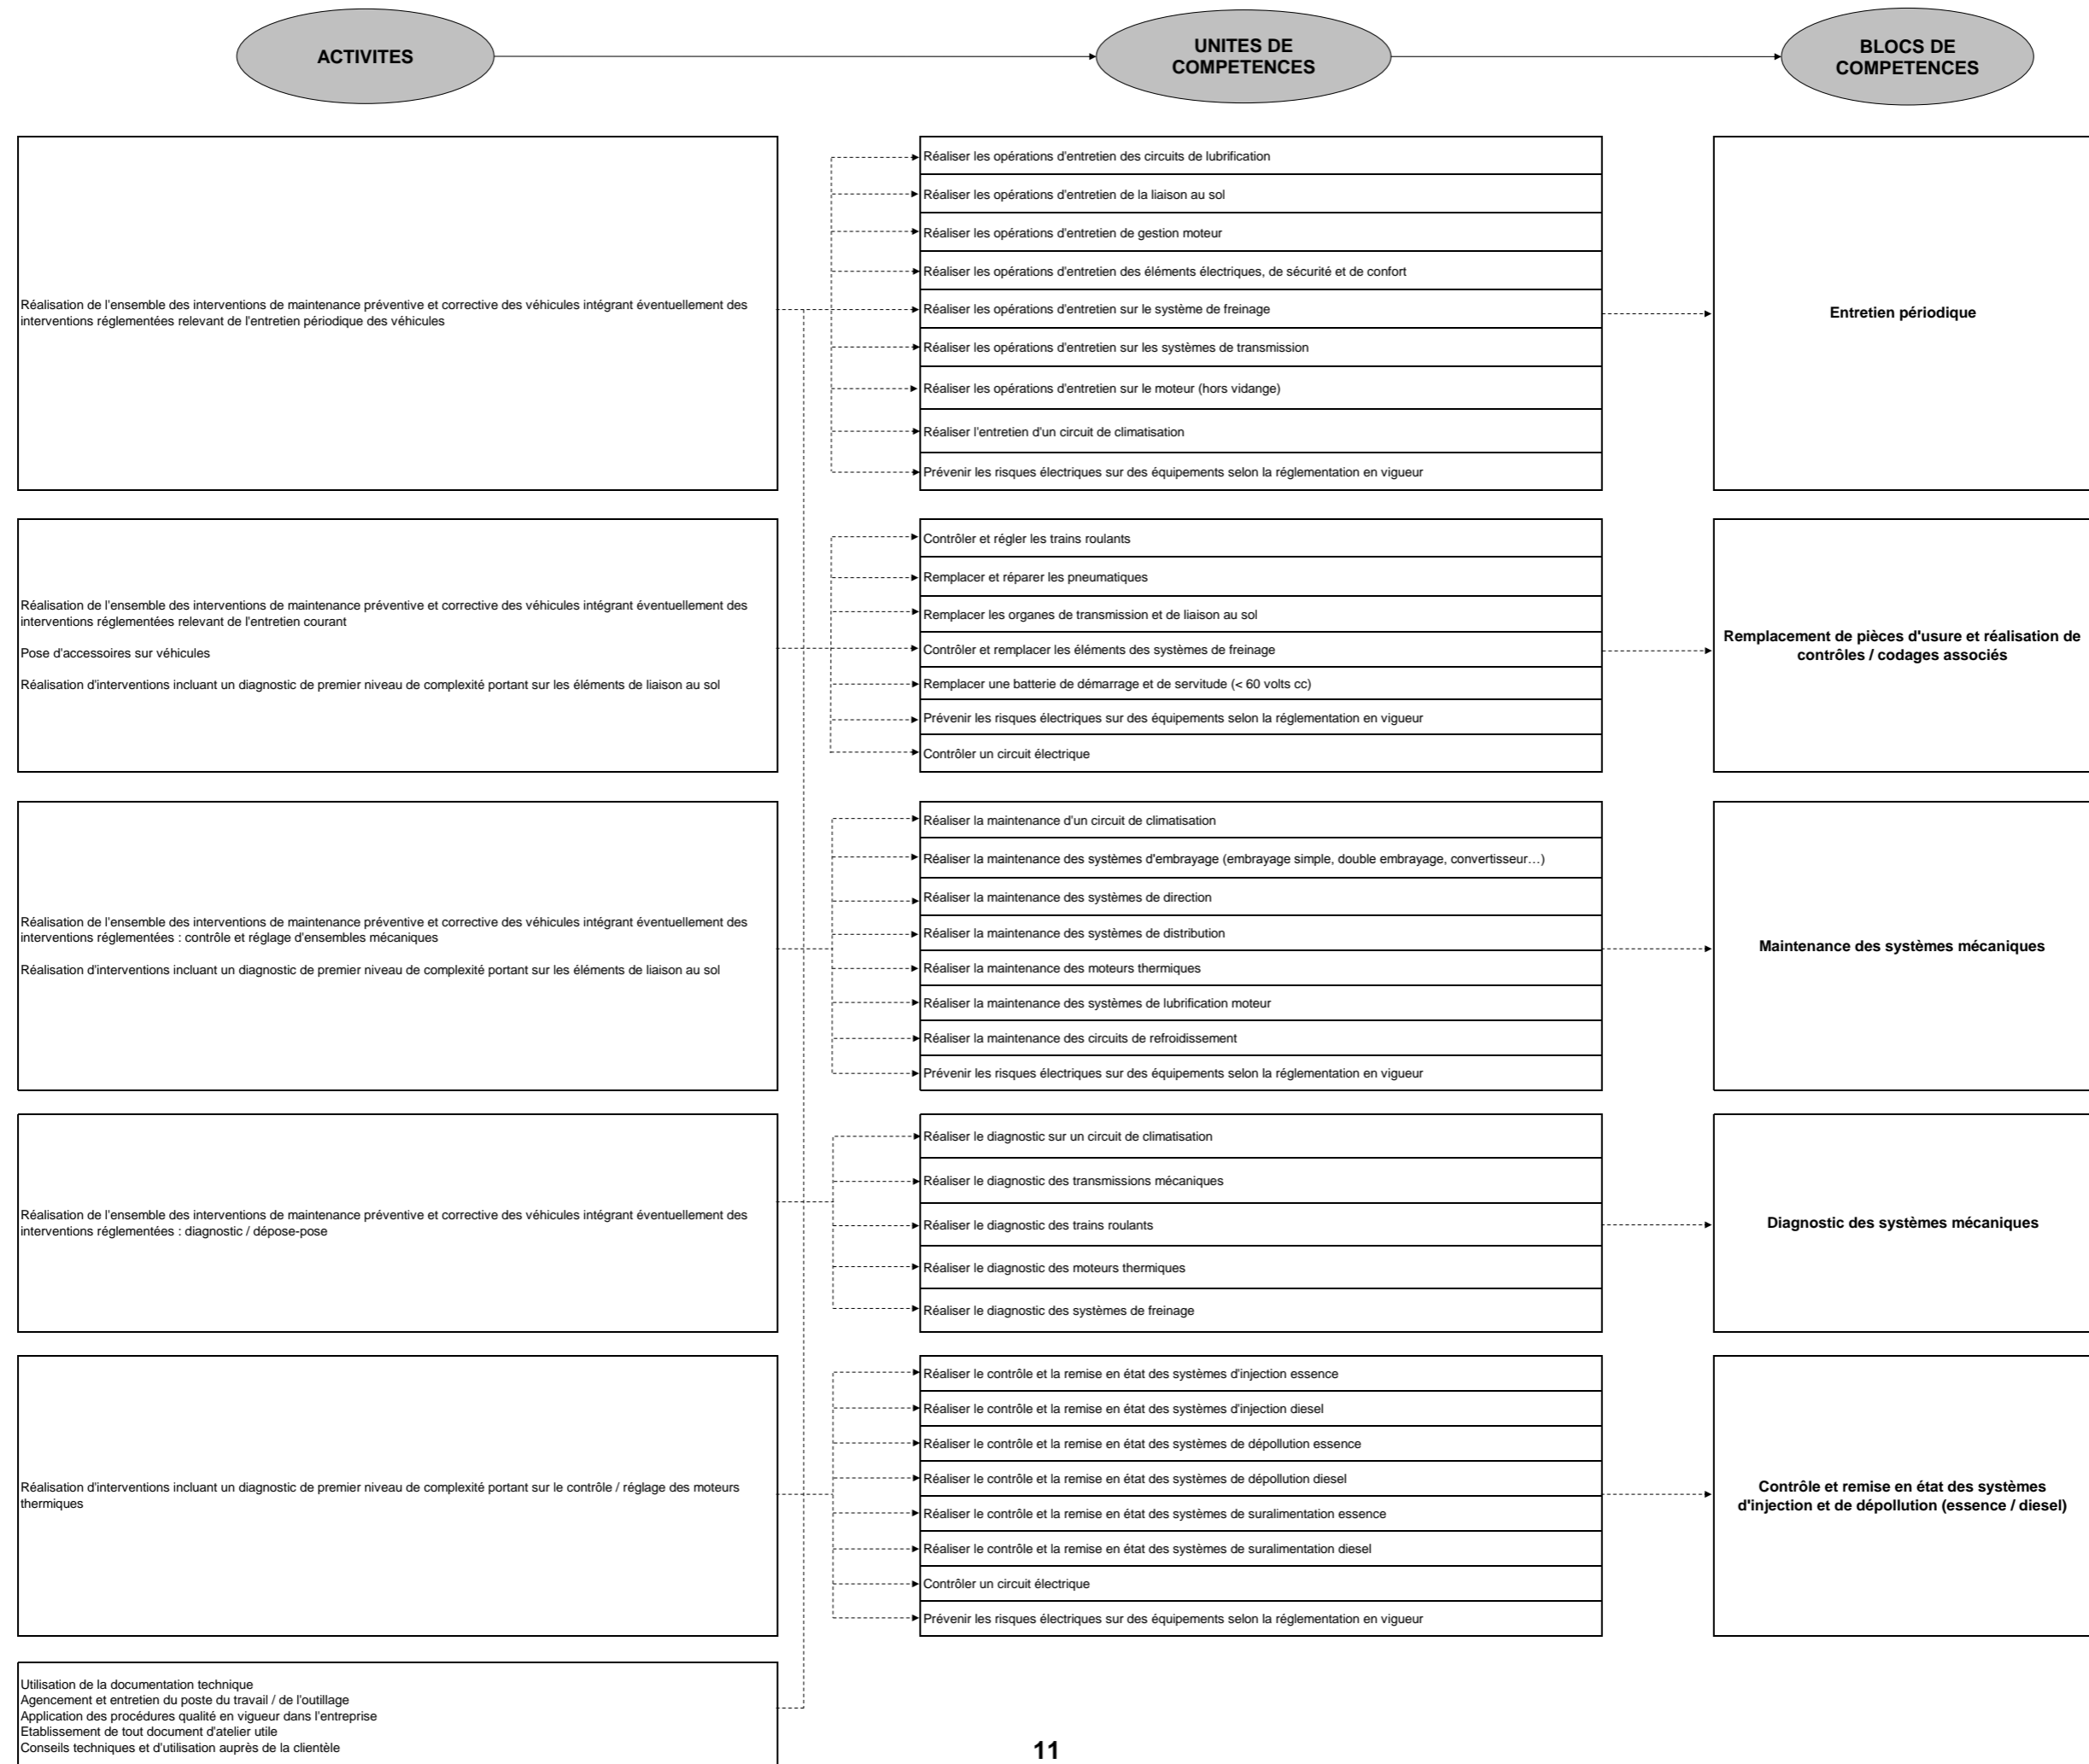 ACTIVITES
UNITES DE
COMPETENCES
BLOCS DE
COMPETENCES
Réalisation de l'ensemble des interventions de maintenance préventive et corrective des véhicules intégrant éventuellement des
interventions réglementées relevant de l'entretien périodique des véhicules
Réaliser les opérations d'entretien des circuits de lubrification
Réaliser les opérations d'entretien de la liaison au sol
Réaliser les opérations d'entretien de gestion moteur
Réaliser les opérations d'entretien des éléments électriques, de sécurité et de confort
Réaliser les opérations d'entretien sur le système de freinage
Réaliser les opérations d'entretien sur les systèmes de transmission
Réaliser les opérations d'entretien sur le moteur (hors vidange)
Réaliser l'entretien d'un circuit de climatisation
Prévenir les risques électriques sur des équipements selon la réglementation en vigueur
Entretien périodique
Réalisation de l'ensemble des interventions de maintenance préventive et corrective des véhicules intégrant éventuellement des
interventions réglementées relevant de l'entretien courant
Pose d'accessoires sur véhicules
Réalisation d'interventions incluant un diagnostic de premier niveau de complexité portant sur les éléments de liaison au sol
Contrôler et régler les trains roulants
Remplacer et réparer les pneumatiques
Remplacer les organes de transmission et de liaison au sol
Contrôler et remplacer les éléments des systèmes de freinage
Remplacer une batterie de démarrage et de servitude (< 60 volts cc)
Prévenir les risques électriques sur des équipements selon la réglementation en vigueur
Contrôler un circuit électrique
Remplacement de pièces d'usure et réalisation de
contrôles / codages associés
Réalisation de l'ensemble des interventions de maintenance préventive et corrective des véhicules intégrant éventuellement des
interventions réglementées : contrôle et réglage d'ensembles mécaniques
Réalisation d'interventions incluant un diagnostic de premier niveau de complexité portant sur les éléments de liaison au sol
Réaliser la maintenance d'un circuit de climatisation
Réaliser la maintenance des systèmes d'embrayage (embrayage simple, double embrayage, convertisseur…)
Réaliser la maintenance des systèmes de direction
Réaliser la maintenance des systèmes de distribution
Réaliser la maintenance des moteurs thermiques
Réaliser la maintenance des systèmes de lubrification moteur
Réaliser la maintenance des circuits de refroidissement
Prévenir les risques électriques sur des équipements selon la réglementation en vigueur
Maintenance des systèmes mécaniques
Réalisation de l'ensemble des interventions de maintenance préventive et corrective des véhicules intégrant éventuellement des
interventions réglementées : diagnostic / dépose-pose
Réaliser le diagnostic sur un circuit de climatisation
Réaliser le diagnostic des transmissions mécaniques
Réaliser le diagnostic des trains roulants
Réaliser le diagnostic des moteurs thermiques
Réaliser le diagnostic des systèmes de freinage
Diagnostic des systèmes mécaniques
Réalisation d'interventions incluant un diagnostic de premier niveau de complexité portant sur le contrôle / réglage des moteurs
thermiques
Réaliser le contrôle et la remise en état des systèmes d'injection essence
Réaliser le contrôle et la remise en état des systèmes d'injection diesel
Réaliser le contrôle et la remise en état des systèmes de dépollution essence
Réaliser le contrôle et la remise en état des systèmes de dépollution diesel
Réaliser le contrôle et la remise en état des systèmes de suralimentation essence
Réaliser le contrôle et la remise en état des systèmes de suralimentation diesel
Contrôler un circuit électrique
Prévenir les risques électriques sur des équipements selon la réglementation en vigueur
Contrôle et remise en état des systèmes
d'injection et de dépollution (essence / diesel)
Utilisation de la documentation technique
Agencement et entretien du poste du travail / de l'outillage
Application des procédures qualité en vigueur dans l'entreprise
Etablissement de tout document d'atelier utile
Conseils techniques et d'utilisation auprès de la clientèle
11